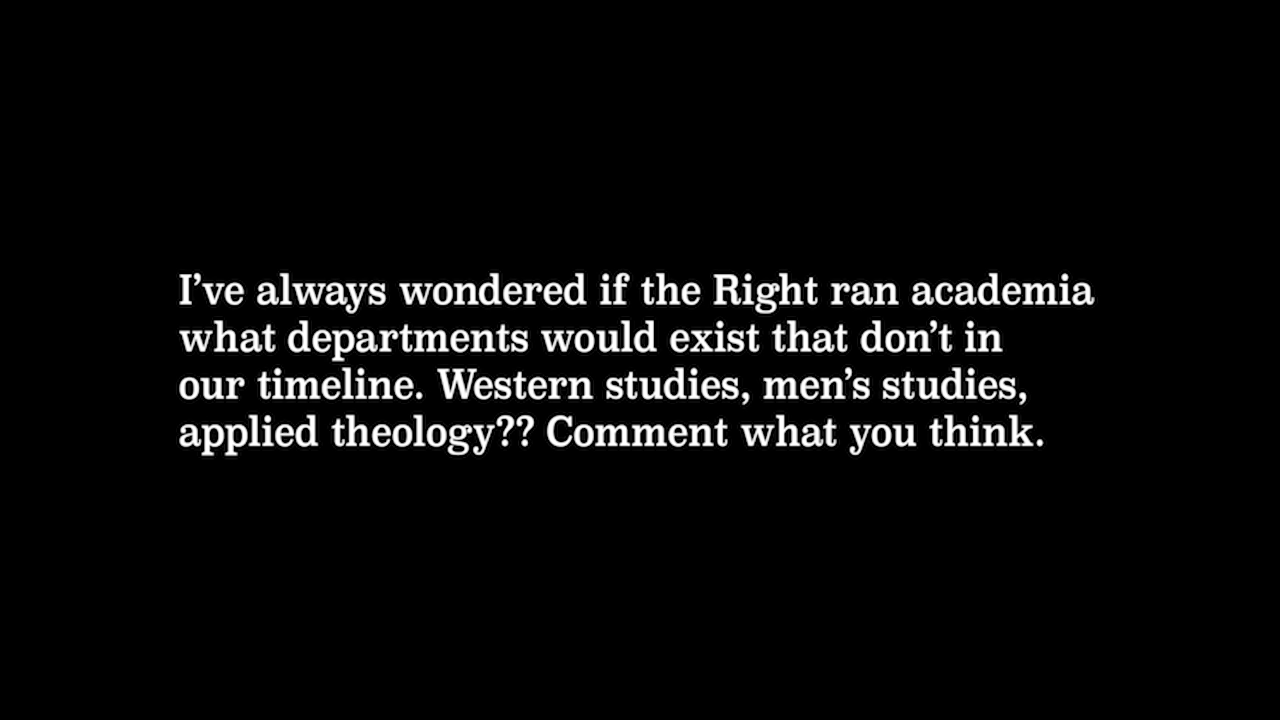 I've always wondered if the Right ran academia
what departments would exist that don't in
our timeline. Western studies, men's studies,
applied theology?? Comment what you think.